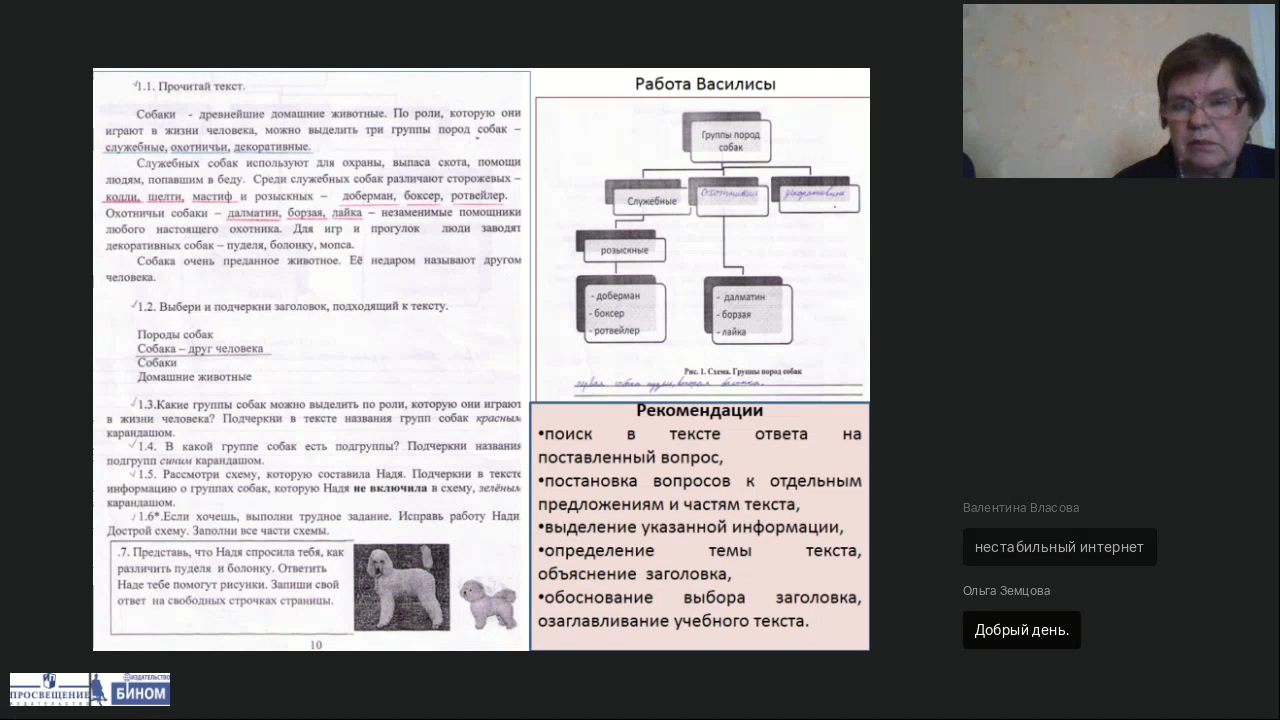 1.1. Прочитай текст.
Собаки - древнейшие домашние животные. По роли, которую они
играют в жизни человека, можно выделить три группы пород собак –
служебные, охотничьи, декоративные.
Служебных собак используют для охраны, выпаса скота, помощи
людям, попавшим в беду. Среди служебных собак различают сторожевых –
колли, шелти, мастиф и розыскных - доберман, боксер, ротвейлер.
Охотничьи собаки – далматин, борзая, лайка – незаменимые помощники
любого настоящего охотника. Для игр и прогулок люди заводят
декоративных собак – пуделя, болонку, мопса.
Собака очень преданное животное. Её недаром называют другом
человека.
1.2. Выбери и подчеркни заголовок, подходящий к тексту.
Породы собак
Собака – друг человека
Собаки
Домашние животные
1.3.Какие группы собак можно выделить по роли, которую они играют
в жизни человека? Подчеркни в тексте названия групп собак красным
карандашом.
1.4. В какой группе собак есть подгруппы? Подчеркни названия
подгрупп синим карандашом.
1.5. Рассмотри схему, которую составила Надя. Подчеркни в тексте
информацию о группах собак, которую Надя не включила в схему, зелёным
карандашом.
1.6*.Если хочешь, выполни трудное задание. Исправь работу Нади.
Дострой схему. Заполни все части схемы.
.7. Представь, что Надя спросила тебя, как
различить пуделя и болонку. Ответить
Наде тебе помогут рисунки. Запиши свой
ответ на свободных строчках страницы.
10
Работа Василисы
Группы пород
собак
Служебные
розыскные
- доберман
- боксер
- ротвейлер
- далматин
- борзая
- лайка
Рис. 1. Схема. Группы пород собак
Рекомендации
•поиск в тексте ответа на
поставленный вопрос,
•постановка вопросов к отдельным
предложениям и частям текста,
•выделение указанной информации,
•определение темы текста,
объяснение заголовка,
•обоснование выбора заголовка,
озаглавливание учебного текста.
Валентина Власова
нестабильный интернет
Ольга Земцова
Добрый день.
ПРОСВЕЩЕНИЕ
ИЗДАТЕЛЬСТВО
ИЗДАТЕЛЬСТВО
БИНОМ